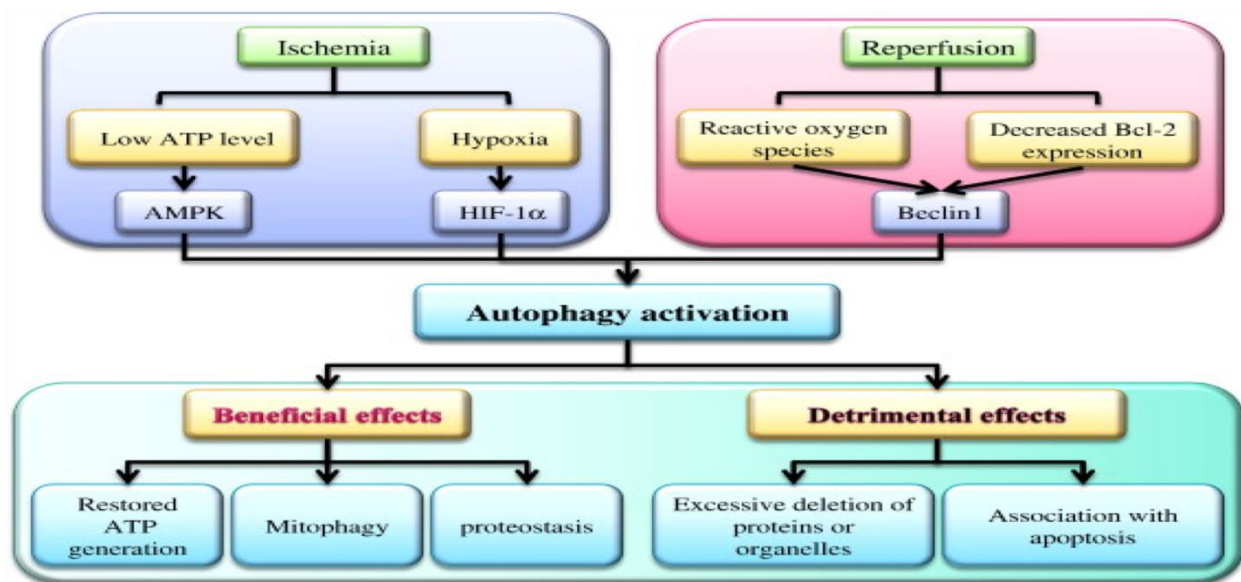 Ischemia
Low ATP level
Hypoxia
AMPK
HIF-1α
Reperfusion
Reactive oxygen
species
Decreased Bcl-2
expression
Beclin1
Autophagy activation
Beneficial effects
Restored
ATP
generation
Mitophagy
proteostasis
Detrimental effects
Excessive deletion of
proteins or
organelles
Association with
apoptosis